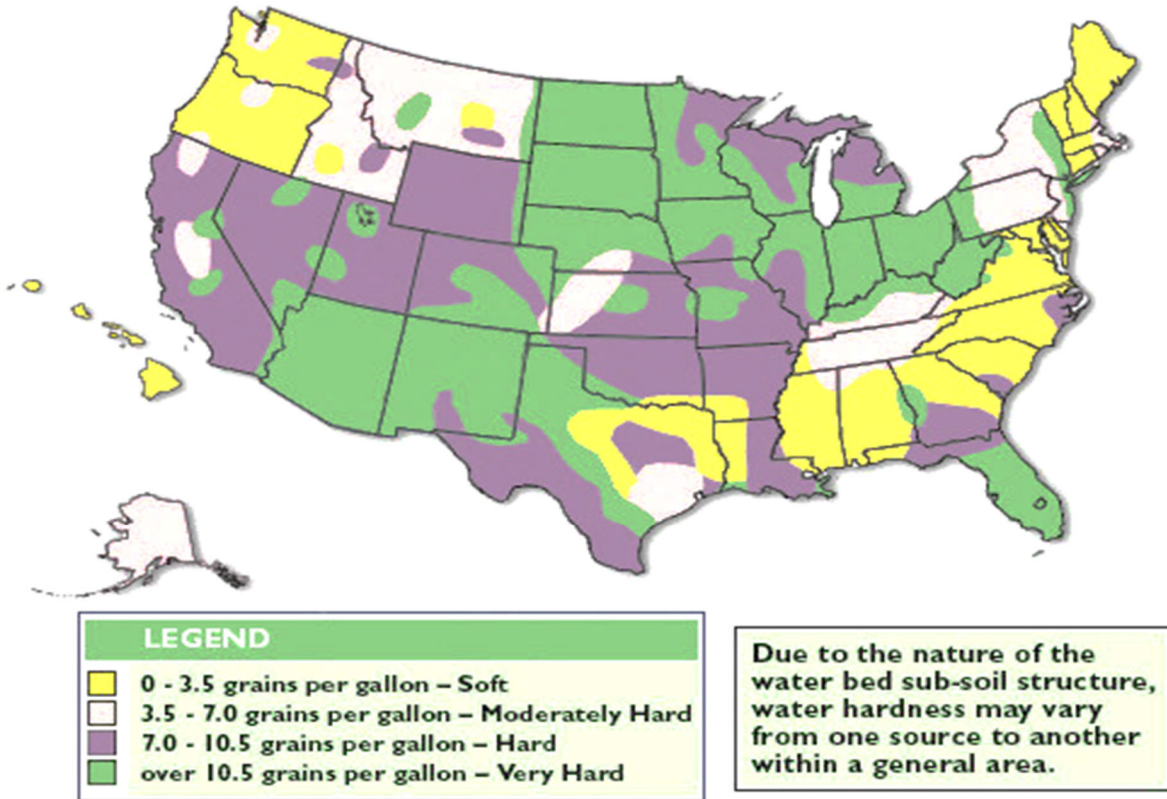 LEGEND
0 - 3.5 grains per gallon – Soft
3.5 - 7.0 grains per gallon – Moderately Hard
7.0 - 10.5 grains per gallon – Hard
over 10.5 grains per gallon – Very Hard
Due to the nature of the
water bed sub-soil structure,
water hardness may vary
from one source to another
within a general area.